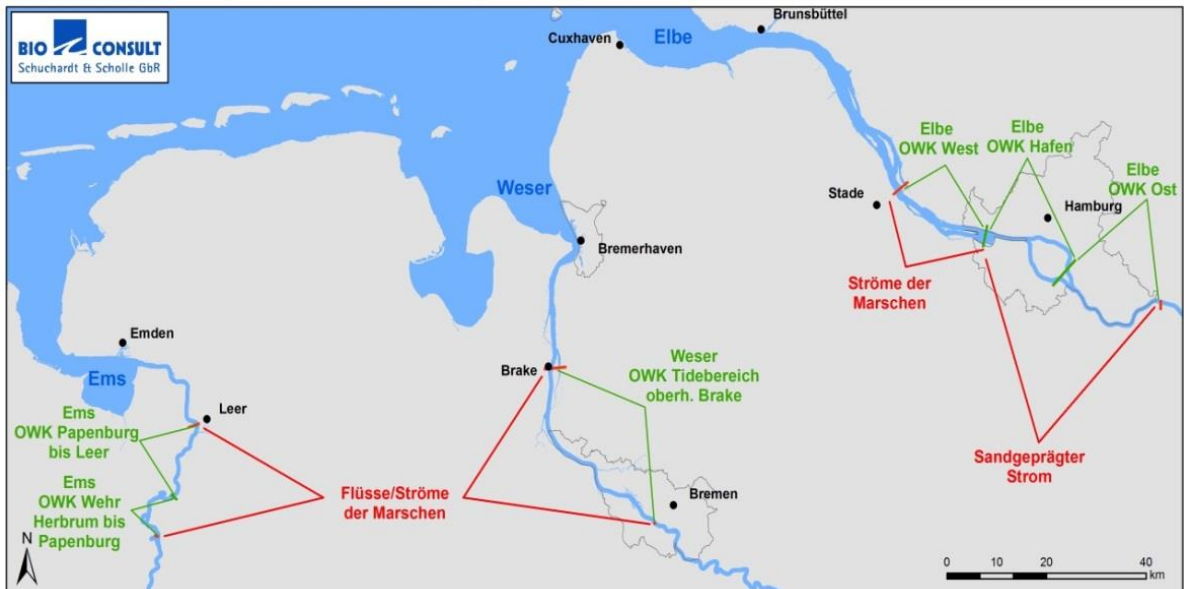 BIO CONSULT
Schuchardt & Scholle GbR
Brunsbüttel
Cuxhaven
Elbe
Elbe
OWK West
Elbe
OWK Hafen
Elbe
OWK Ost
Weser
Stade
Hamburg
Bremerhaven
Ströme der
Marschen
Emden
Ems
Brake
Weser
OWK Tidebereich
oberh. Brake
Leer
Ems
OWK Papenburg
bis Leer
Sandgeprägter
Strom
Ems
OWK Wehr
Herbrum bis
Papenburg
Flüsse/Ströme
der Marschen
Bremen
N
0 10 20 40
km